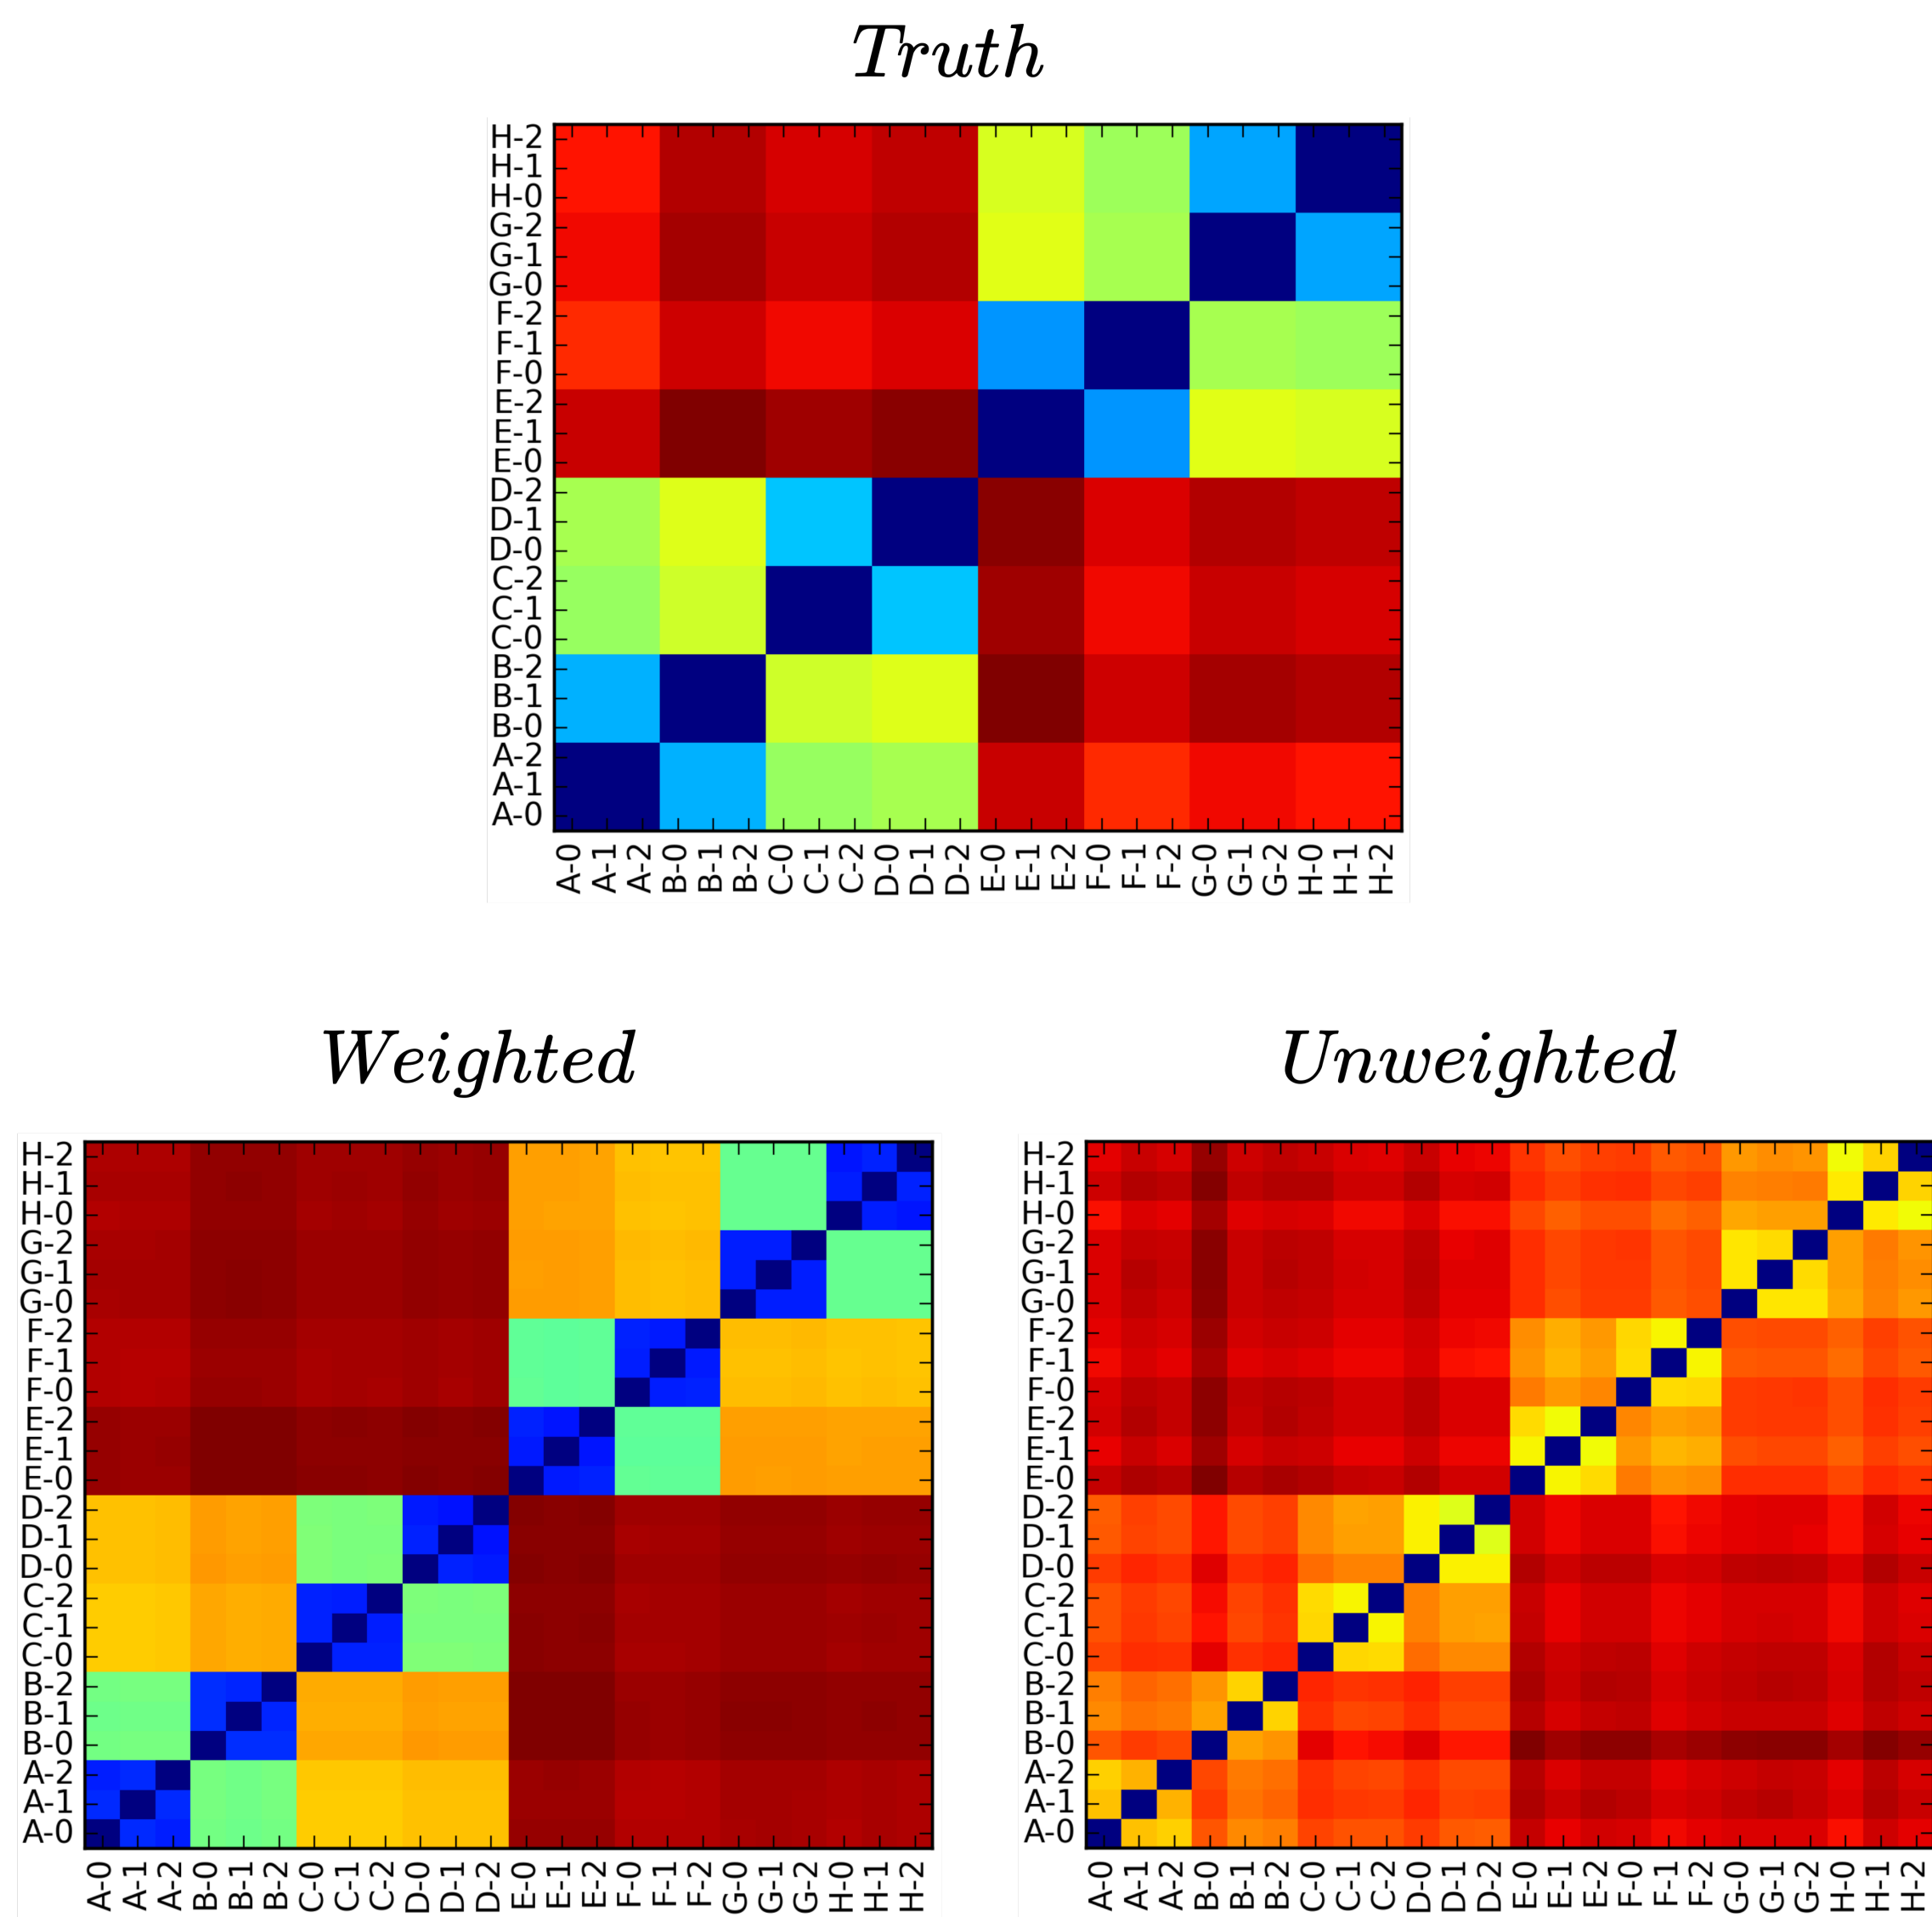 Truth
H-2
H-1
H-0
G-2
G-1
G-0
F-2
F-1
F-0
E-2
E-1
E-0
D-2
D-1
D-0
C-2
C-1
C-0
B-2
B-1
B-0
A-2
A-1
A-0
A-0 A-1 A-2 B-0 B-1 B-2 C-0 C-1 C-2 D-0 D-1 D-2 E-0 E-1 E-2 F-0 F-1 F-2 G-0 G-1 G-2 H-0 H-1 H-2
Weighted
H-2
H-1
H-0
G-2
G-1
G-0
F-2
F-1
F-0
E-2
E-1
E-0
D-2
D-1
D-0
C-2
C-1
C-0
B-2
B-1
B-0
A-2
A-1
A-0
A-0 A-1 A-2 B-0 B-1 B-2 C-0 C-1 C-2 D-0 D-1 D-2 E-0 E-1 E-2 F-0 F-1 F-2 G-0 G-1 G-2 H-0 H-1 H-2
Unweighted
H-2
H-1
H-0
G-2
G-1
G-0
F-2
F-1
F-0
E-2
E-1
E-0
D-2
D-1
D-0
C-2
C-1
C-0
B-2
B-1
B-0
A-2
A-1
A-0
A-0 A-1 A-2 B-0 B-1 B-2 C-0 C-1 C-2 D-0 D-1 D-2 E-0 E-1 E-2 F-0 F-1 F-2 G-0 G-1 G-2 H-0 H-1 H-2